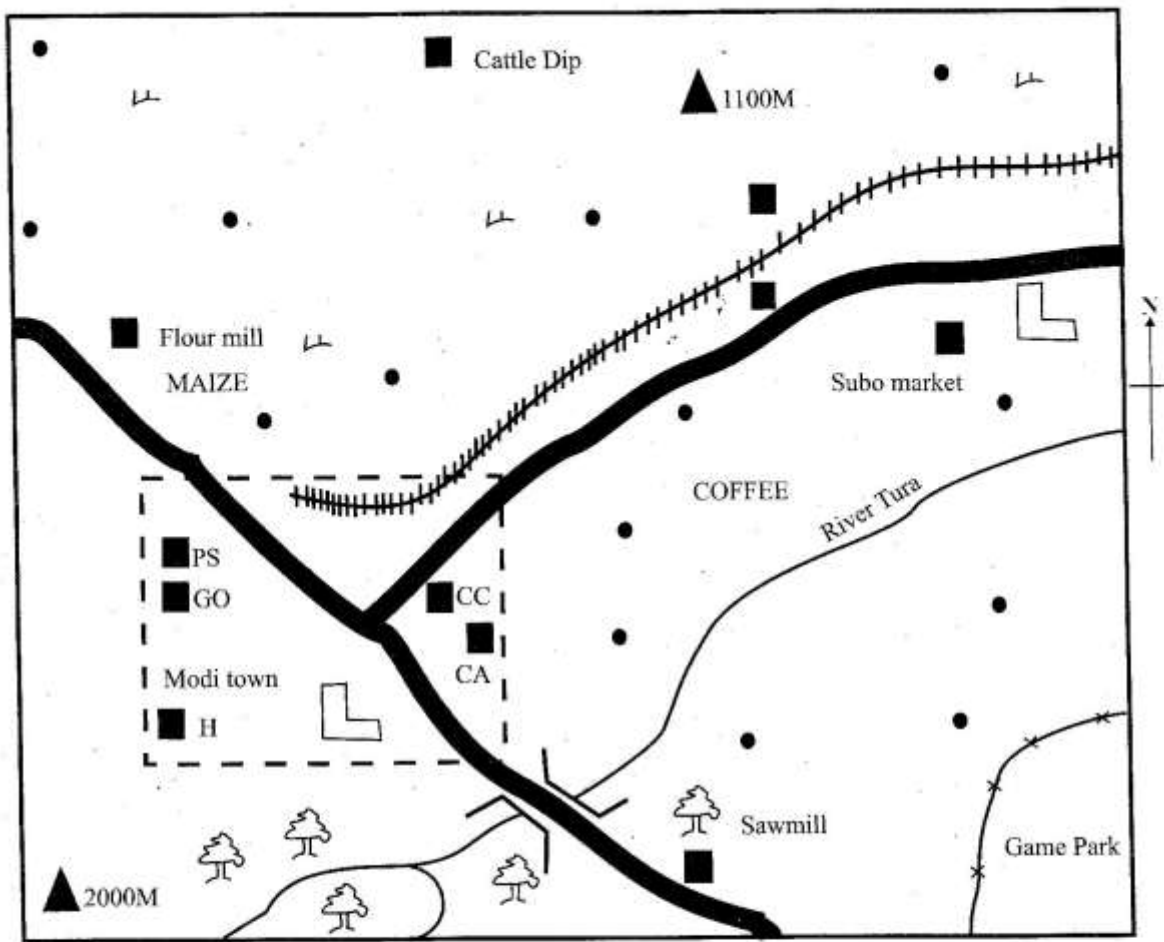 Cattle Dip
1100M
N
Flour mill
MAIZE
Subo market
COFFEE
River Tura
PS
GO
CC
CA
Modi town
H
Sawmill
Game Park
2000M